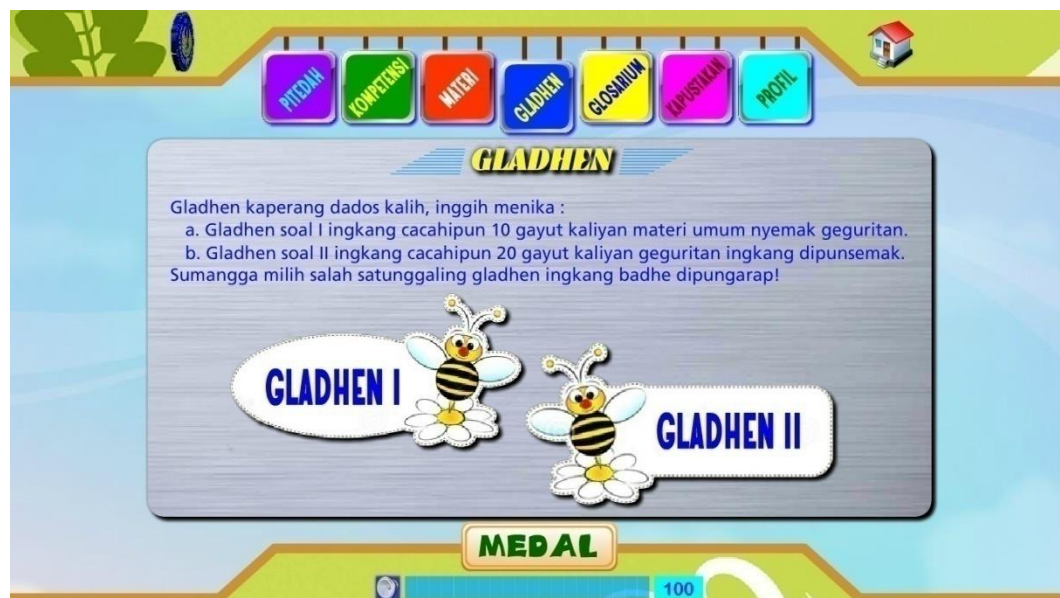 PITEDAH
KOMPETENSI
MATERI
GLADHEN
GLOSARIUM
KAPUSTAKAN
PROFIL
GLADHEN
Gladhen kaperang dados kalih, inggih menika :
a. Gladhen soal I ingkang cacahipun 10 gayut kaliyan materi umum nyemak geguritan.
b. Gladhen soal II ingkang cacahipun 20 gayut kaliyan geguritan ingkang dipunsemak.
Sumangga milih salah satunggaling gladhen ingkang badhe dipungarap!
GLADHEN I
GLADHEN II
MEDAL
100